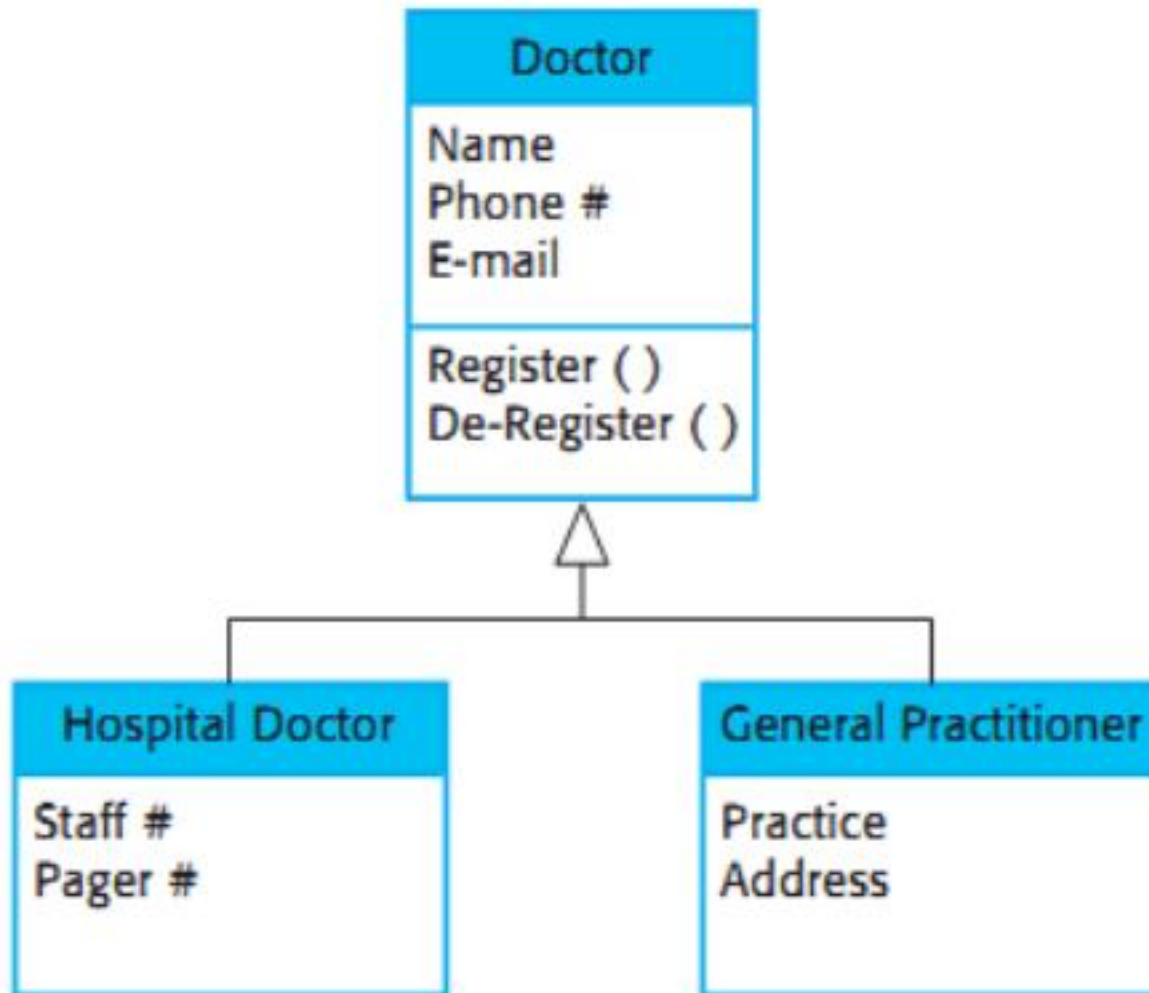 Doctor
Name
Phone #
E-mail
Register ( )
De-Register ( )
Hospital Doctor
Staff #
Pager #
General Practitioner
Practice
Address